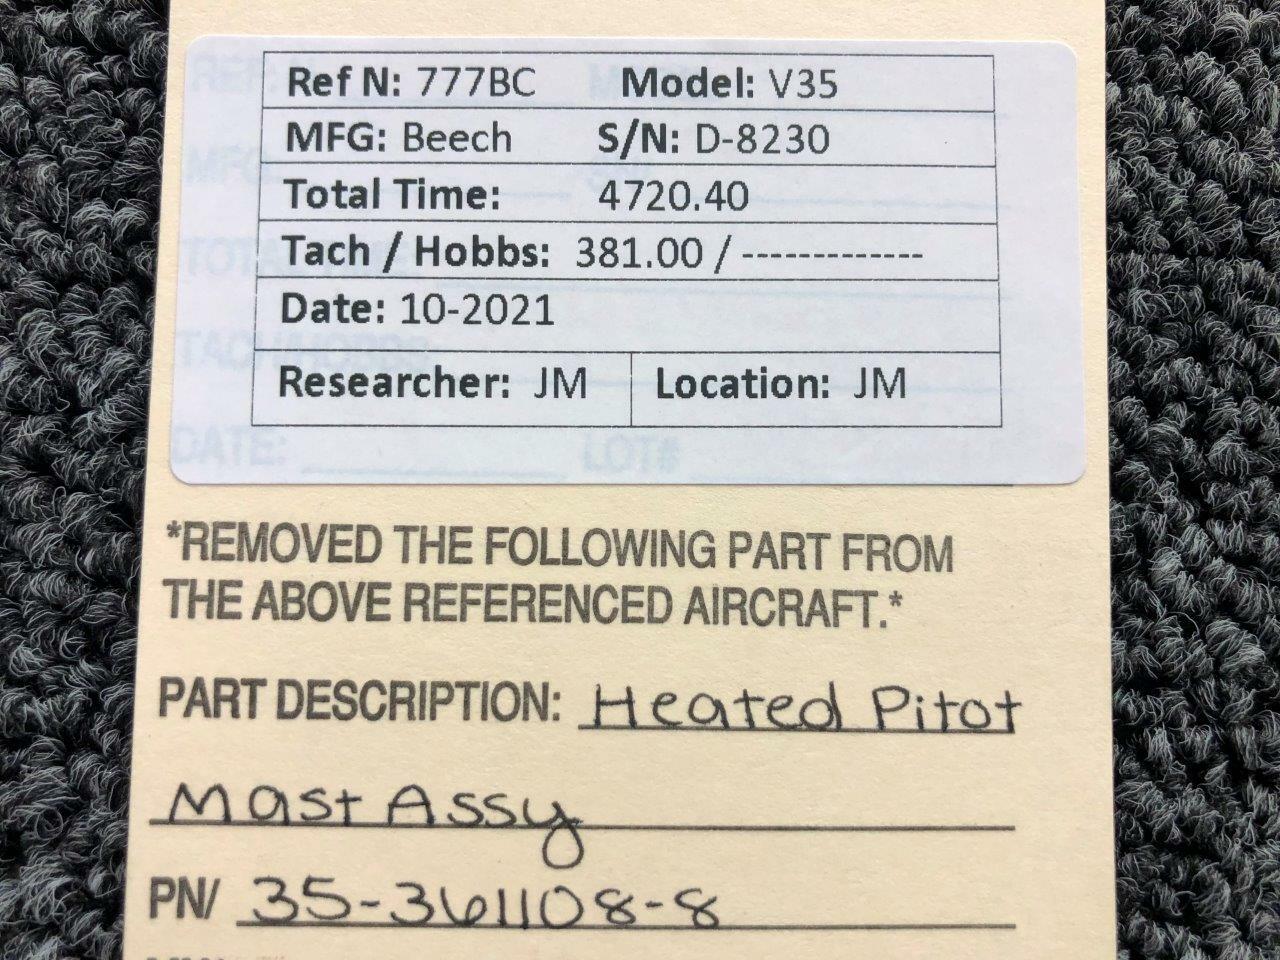 Ref N: 777BC Model: V35
MFG: Beech S/N: D-8230
Total Time: 4720.40
Tach / Hobbs: 381.00 / -------------
Date: 10-2021
Researcher: JM Location: JM
DATE: LOT#
*REMOVED THE FOLLOWING PART FROM
THE ABOVE REFERENCED AIRCRAFT.*
PART DESCRIPTION: Heated Pitot
Mast Assy
PN/ 35-361108-8